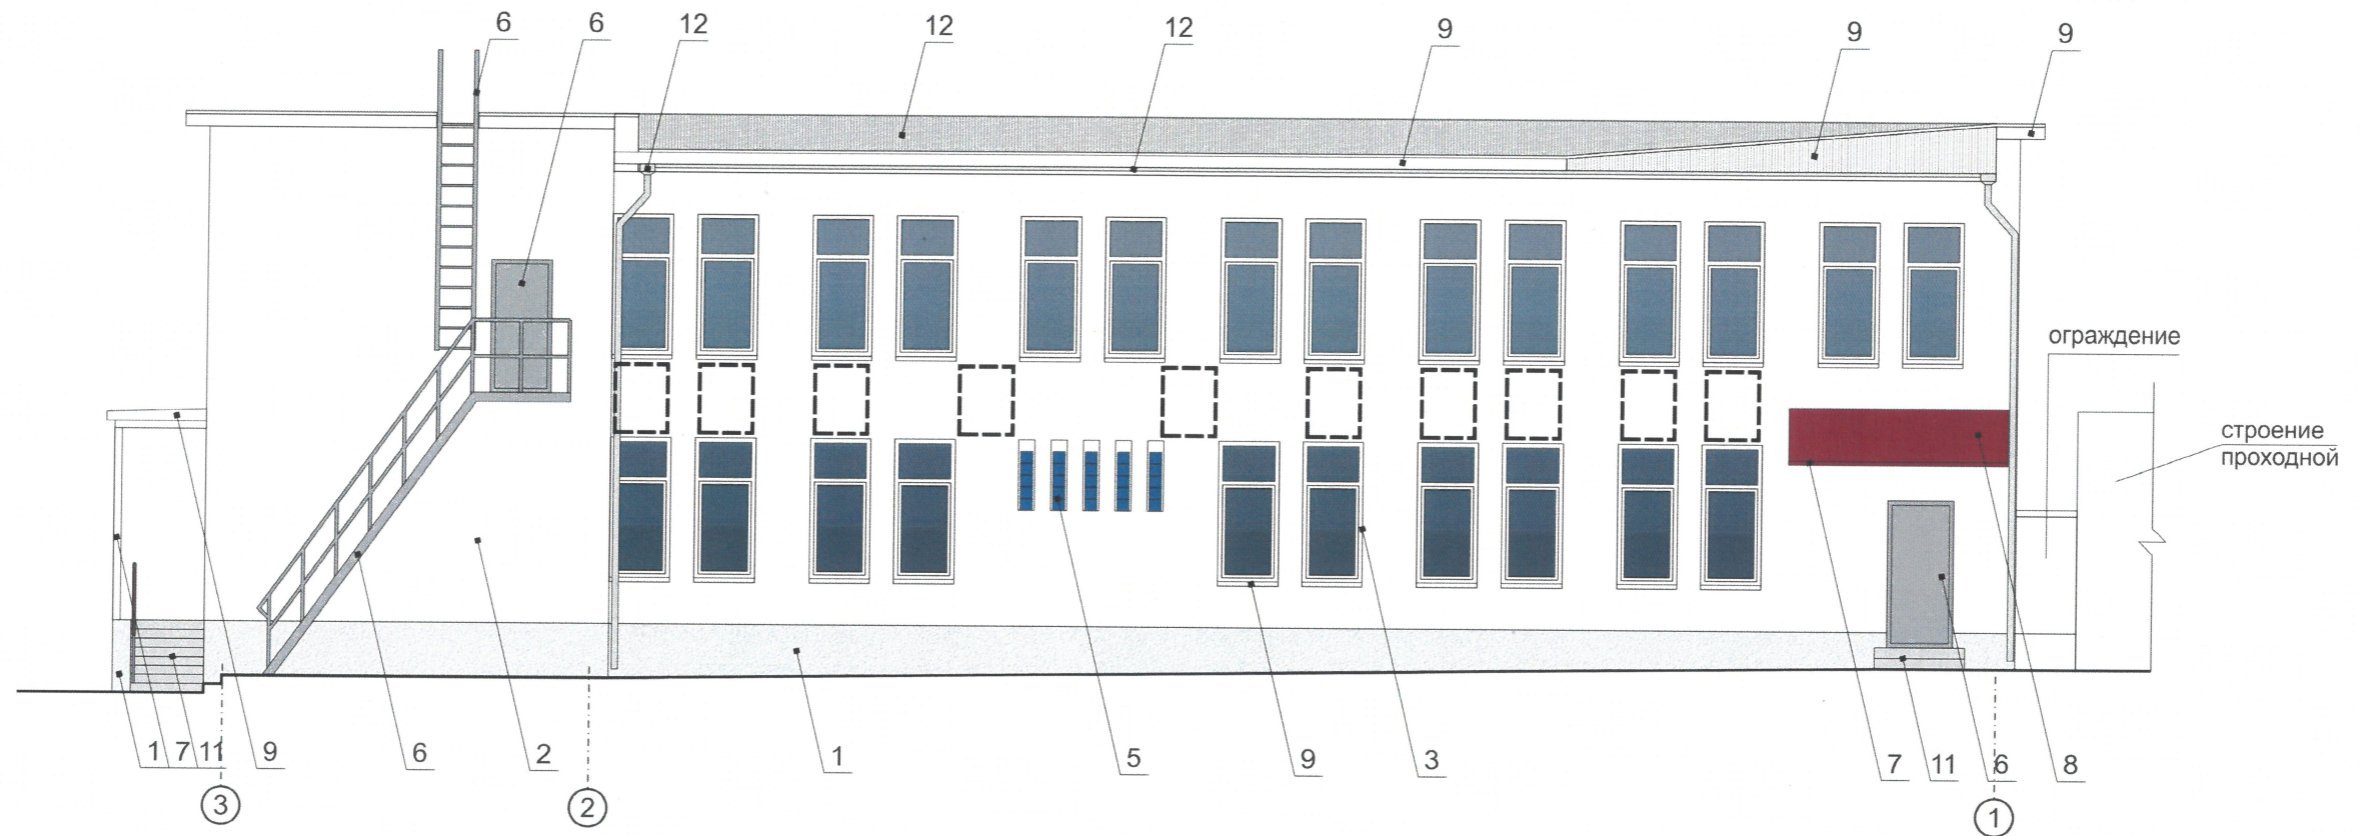 6 6 12 12 12 9 9 9
ограждение
строение
проходной
1 7 11 9 6 2 1 5 9 3 7 11 6 8
3 2 1